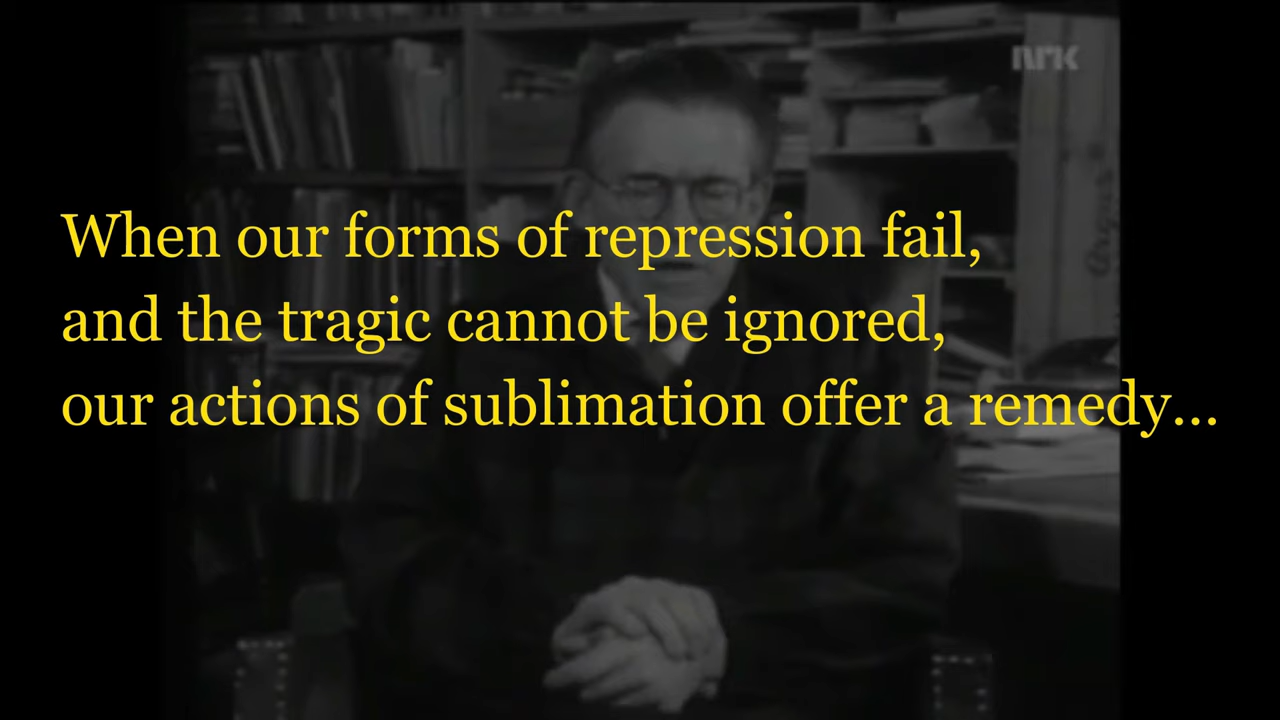 NRK
When our forms of repression fail,
and the tragic cannot be ignored,
our actions of sublimation offer a remedy...